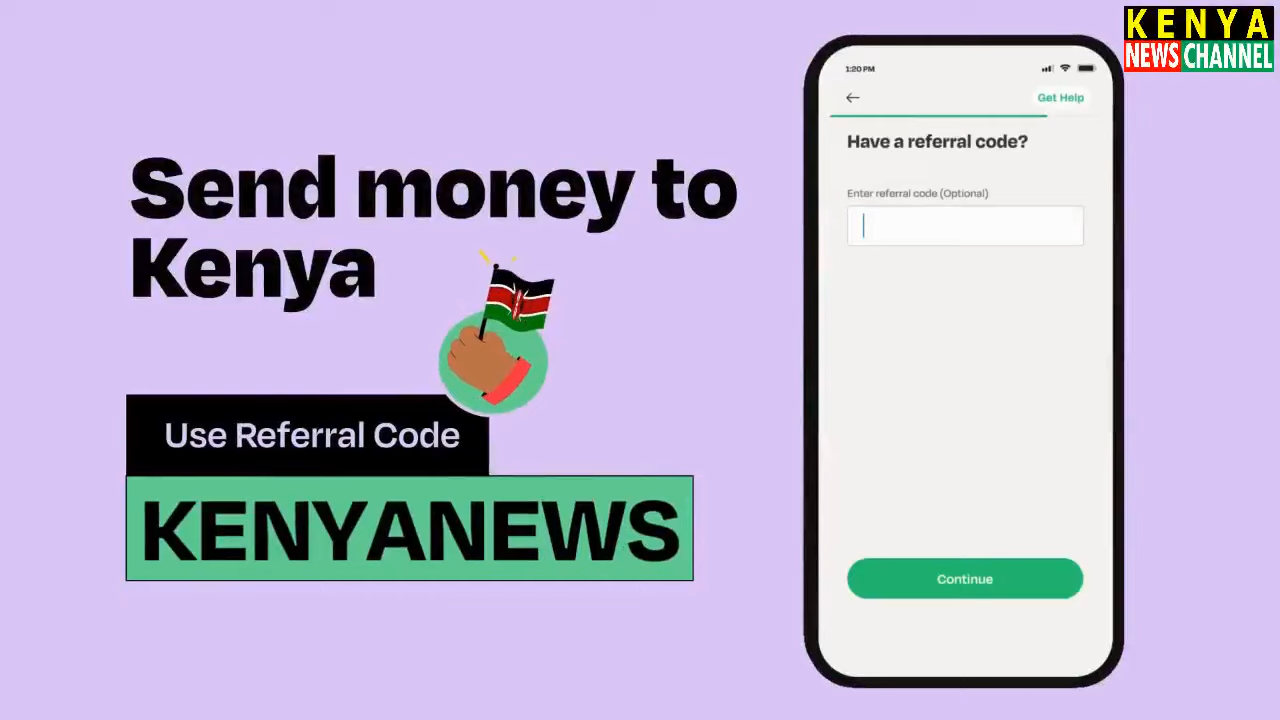 Send money to
Kenya
Use Referral Code
KENYANEWS
KENYA
NEWS CHANNEL
1:20 PM
Get Help
Have a referral code?
Enter referral code (Optional)
Continue